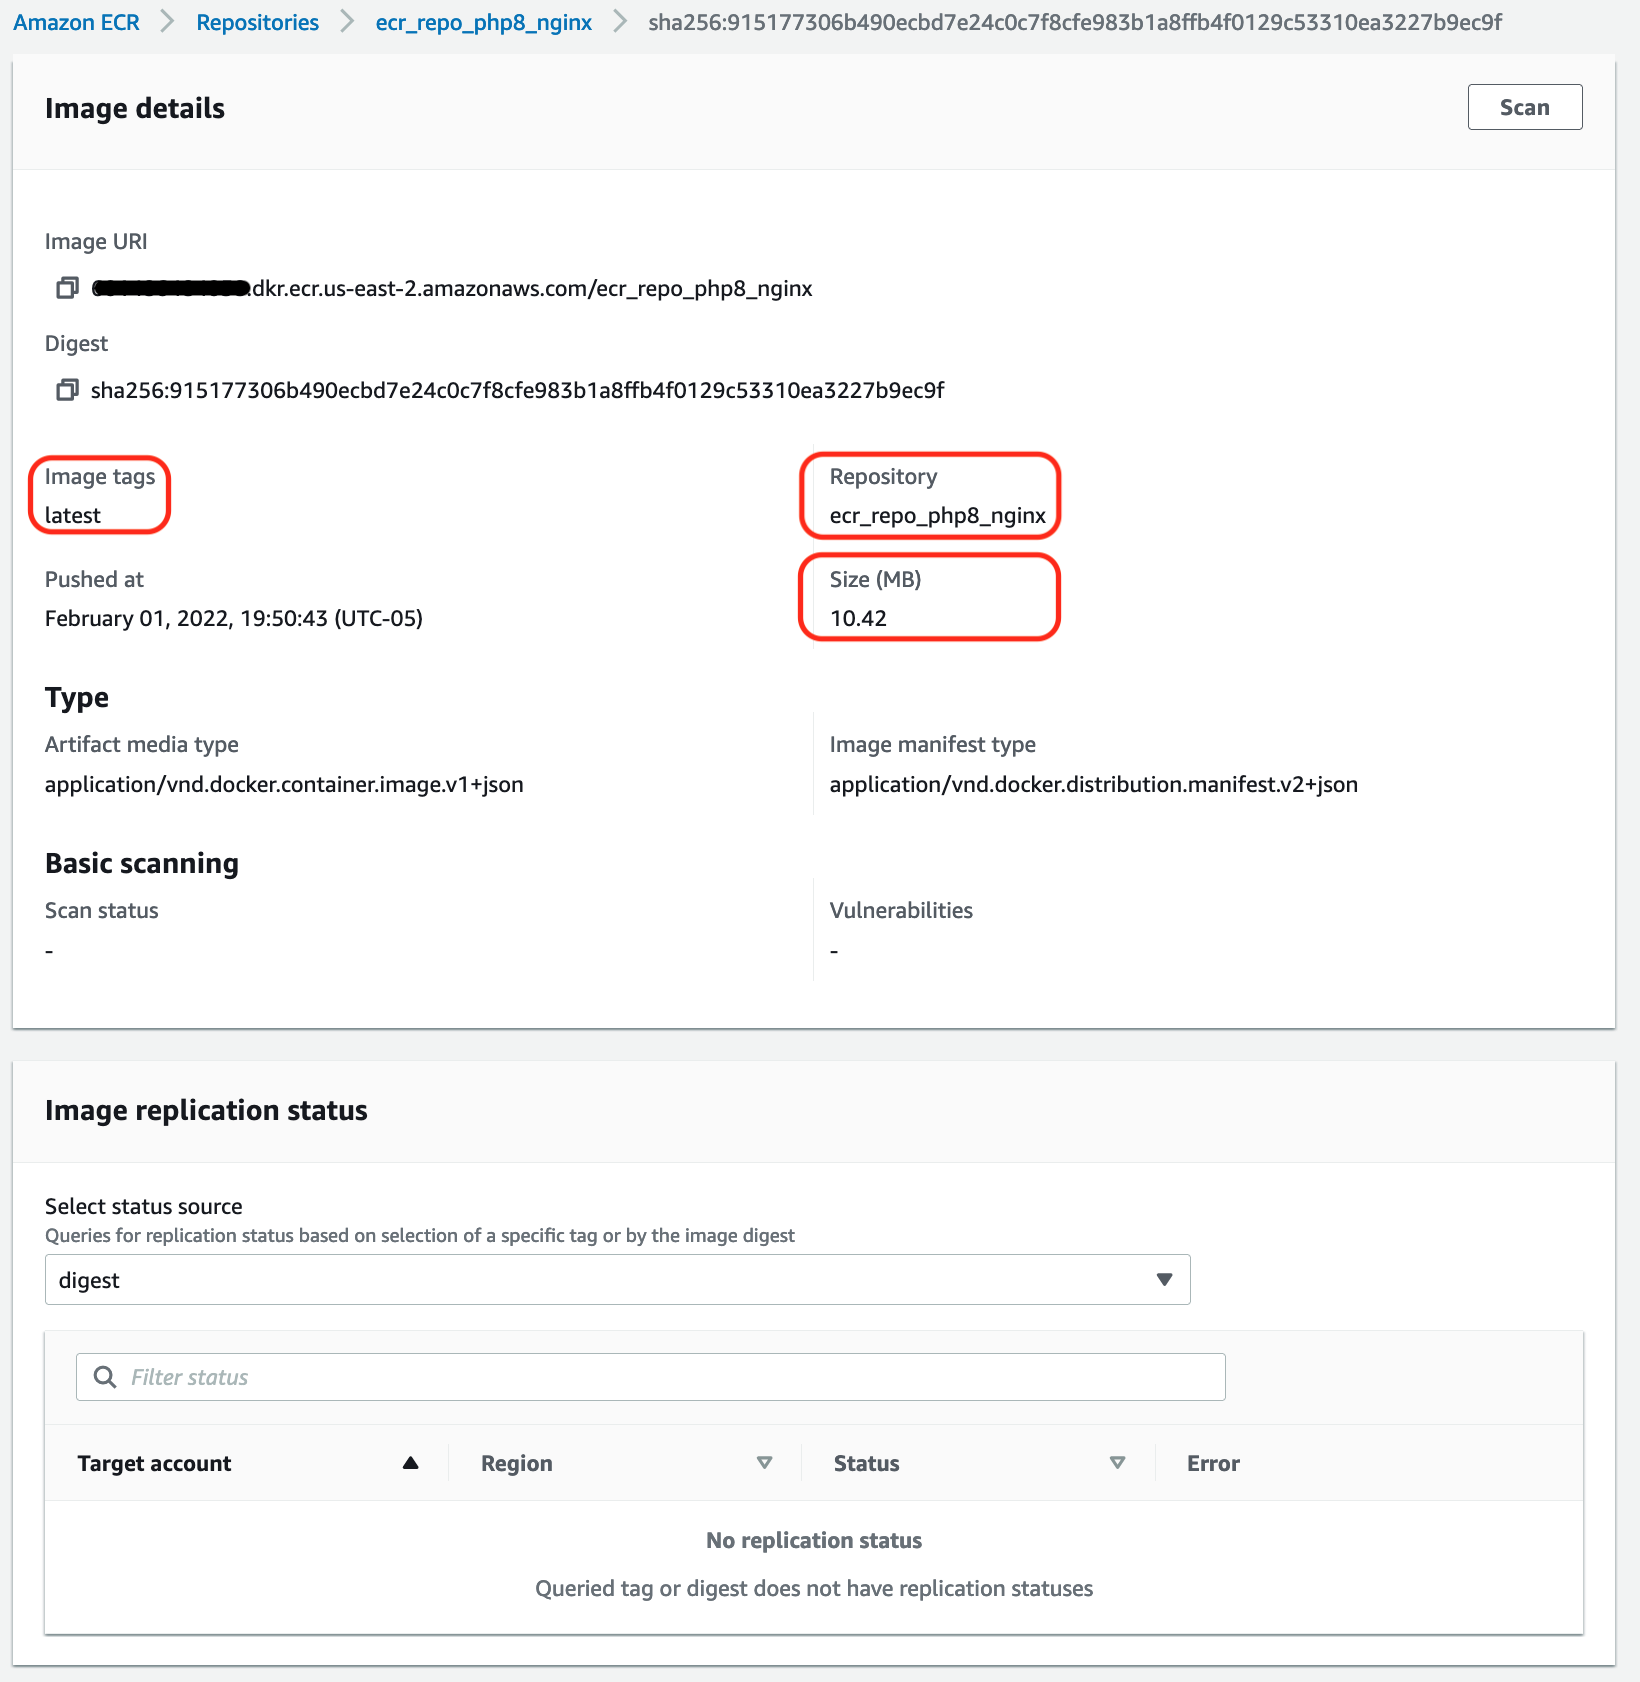 Amazon ECR > Repositories > ecr_repo_php8_nginx > sha256:915177306b490ecbd7e24c0c7f8cfe983b1a8ffb4f0129c53310ea3227b9ec9f
Image details
Scan
Image URI
.dkr.ecr.us-east-2.amazonaws.com/ecr_repo_php8_nginx
Digest
sha256:915177306b490ecbd7e24c0c7f8cfe983b1a8ffb4f0129c53310ea3227b9ec9f
Image tags
latest
Repository
ecr_repo_php8_nginx
Pushed at
February 01, 2022, 19:50:43 (UTC-05)
Size (MB)
10.42
Type
Artifact media type
application/vnd.docker.container.image.v1+json
Image manifest type
application/vnd.docker.distribution.manifest.v2+json
Basic scanning
Scan status
-
Vulnerabilities
-
Image replication status
Select status source
Queries for replication status based on selection of a specific tag or by the image digest
digest
Filter status
Target account Region Status Error
No replication status
Queried tag or digest does not have replication statuses